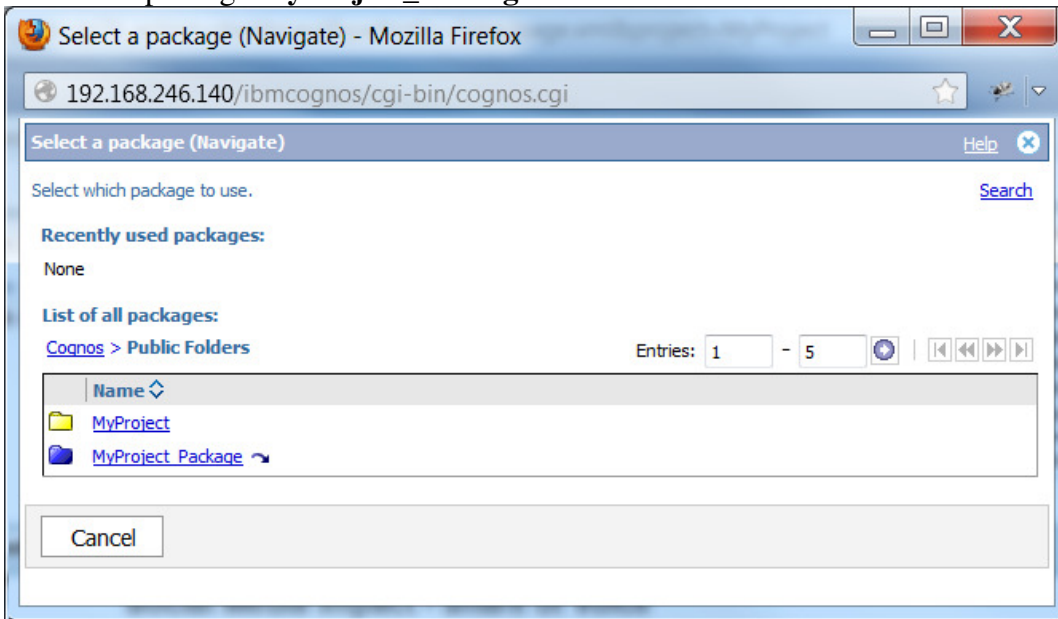 Select a package (Navigate) - Mozilla Firefox
192.168.246.140/ibmcognos/cgi-bin/cognos.cgi
Select a package (Navigate) Help
Select which package to use. Search
Recently used packages:
None
List of all packages:
Cognos > Public Folders Entries: 1 - 5
Name
MyProject
MyProject Package
Cancel